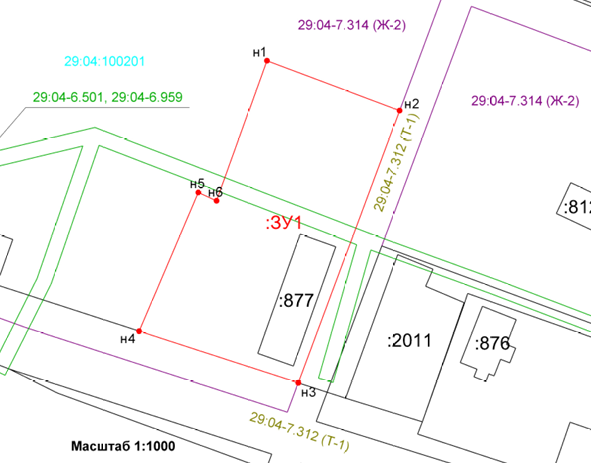 29:04-7.314 (Ж-2)
н1
29:04:100201
29:04-6.501, 29:04-6.959
29:04-7.314 (Ж-2)
н2
29:04-7.312 (Т-1)
н5
н6
:ЗУ1
:812
:877
:2011
:876
н4
н3
29:04-7.312 (Т-1)
Масштаб 1:1000